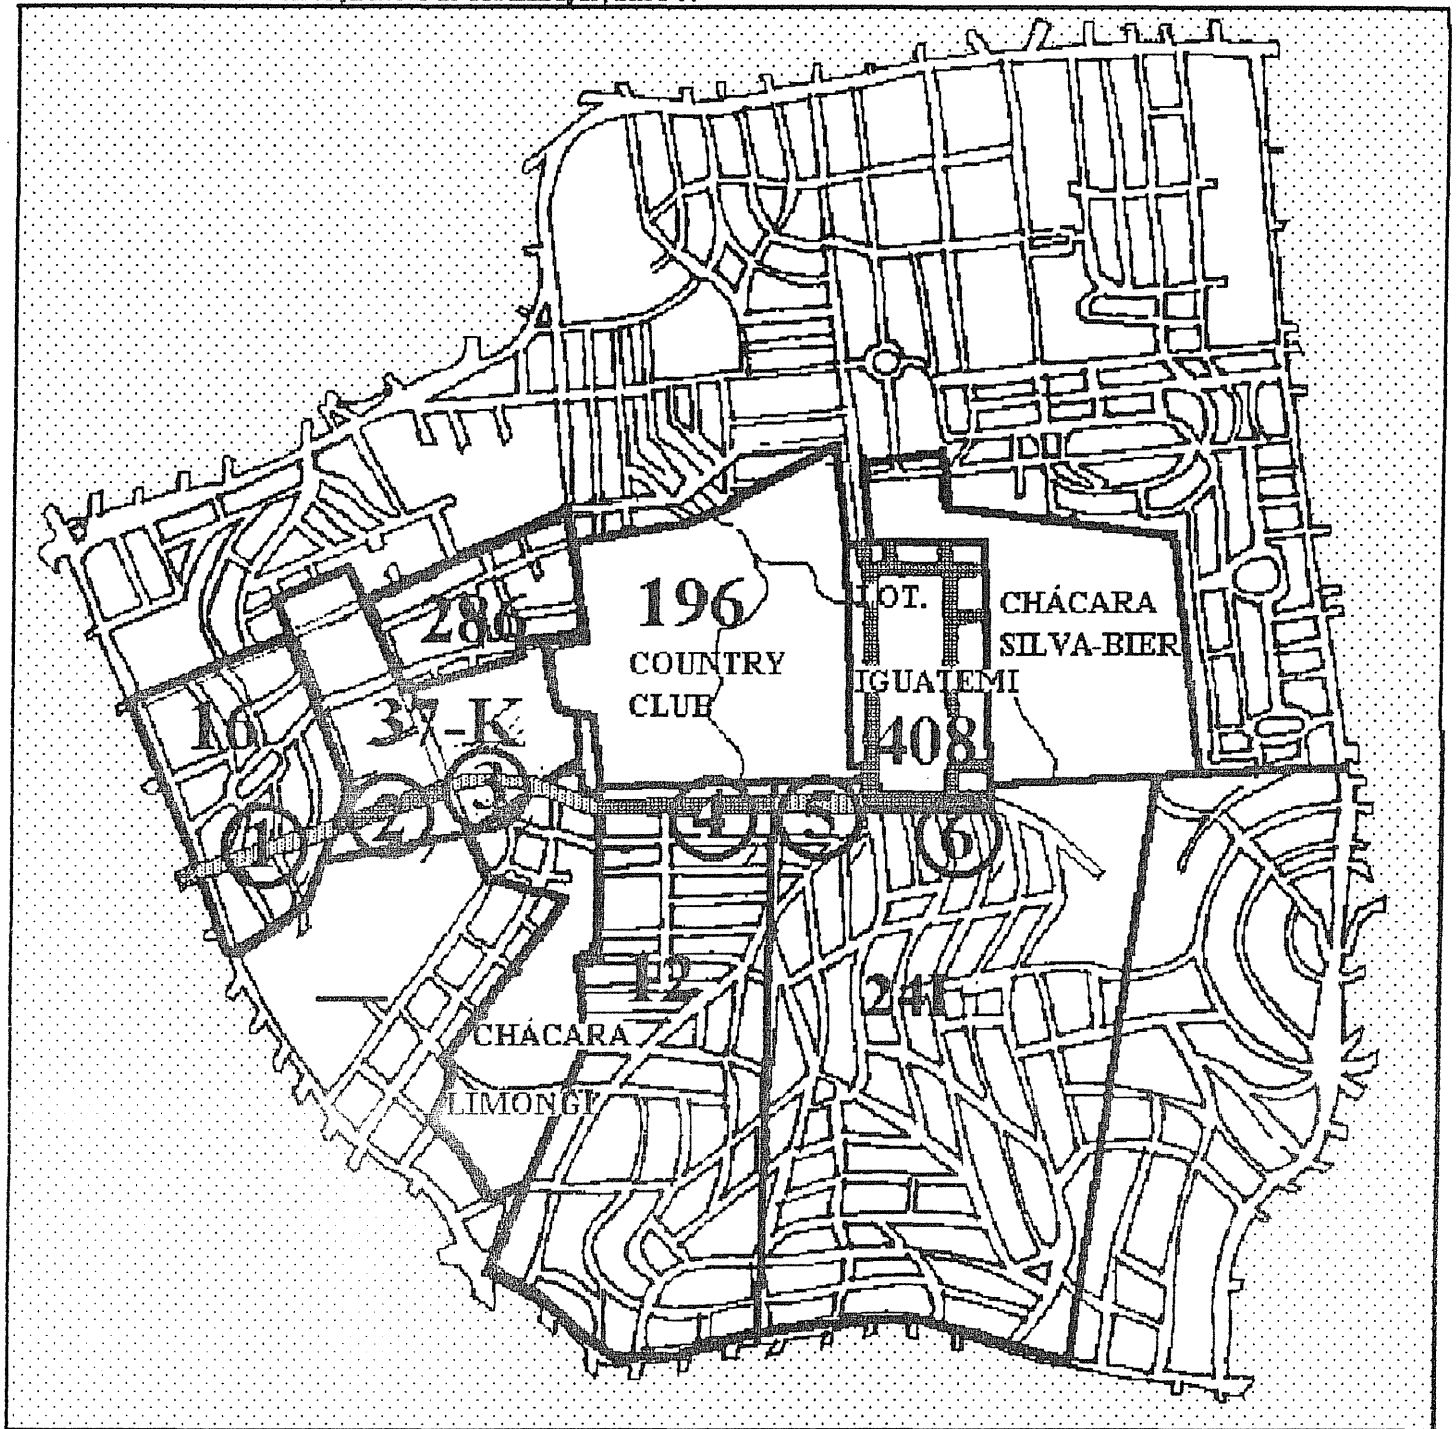 196
COUNTRY
CLUB
LOT.
IGUATEMI
408
CHÁCARA
SILVA-BIER
286
16
37-K
1
2
3
4
5
6
12
241
CHÁCARA
LIMONGI